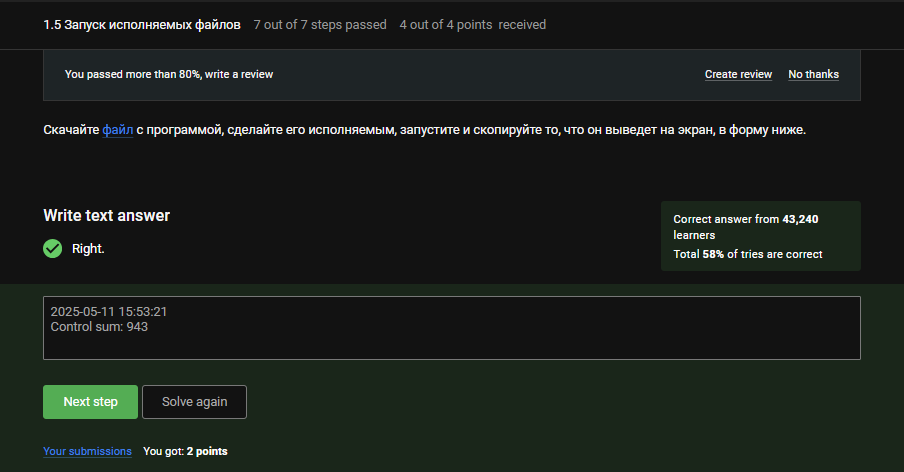 1.5 Запуск исполняемых файлов 7 out of 7 steps passed 4 out of 4 points received
You passed more than 80%, write a review Create review No thanks
Скачайте файл с программой, сделайте его исполняемым, запустите и скопируйте то, что он выведет на экран, в форму ниже.
Write text answer
Right.
Correct answer from 43,240
learners
Total 58% of tries are correct
2025-05-11 15:53:21
Control sum: 943
Next step Solve again
Your submissions You got: 2 points